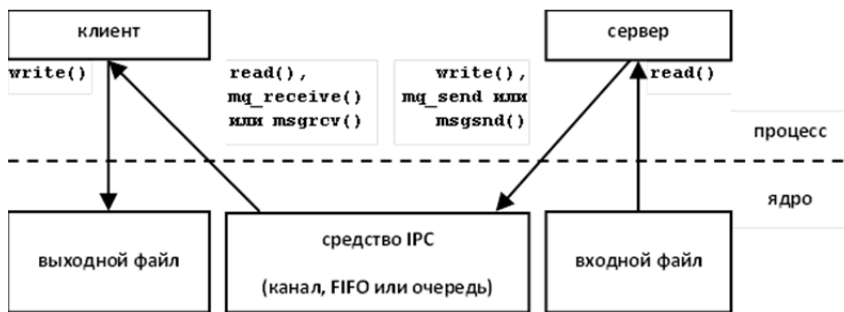 клиент
сервер
write()
read(),
mq_receive()
или msgrcv()
write(),
mq_send или
msgsnd()
read()
процесс
ядро
выходной файл
средство IPC
(канал, FIFO или очередь)
входной файл